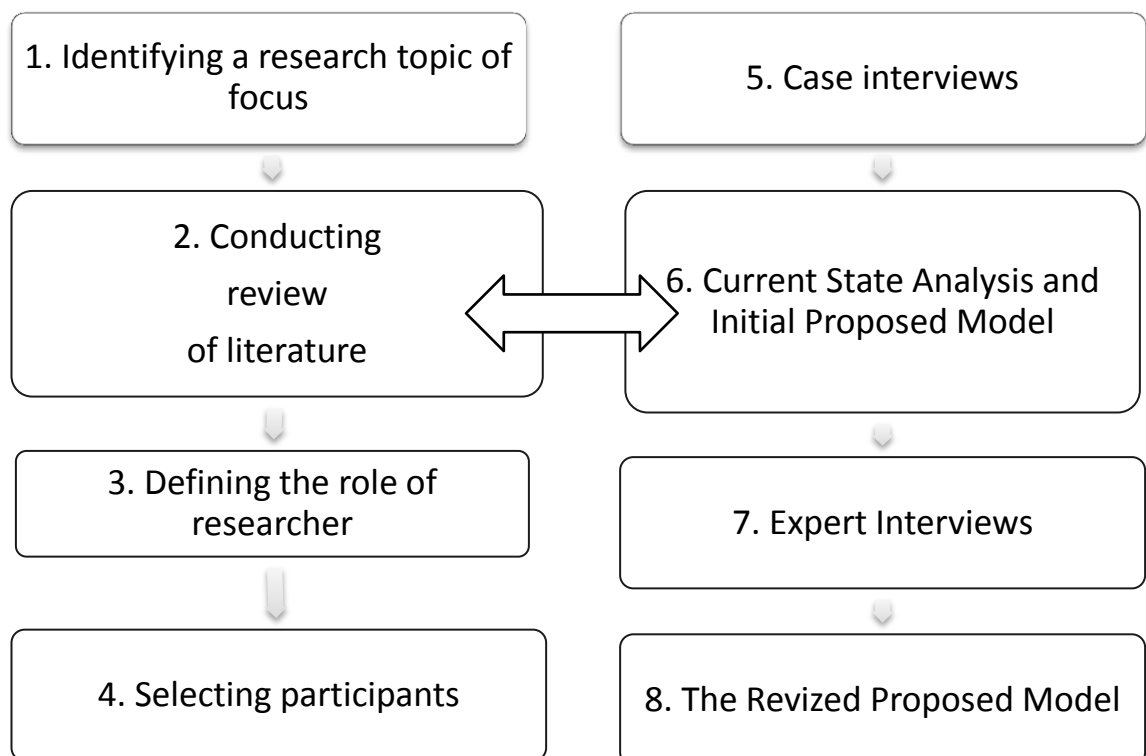 1. Identifying a research topic of
focus
2. Conducting
review
of literature
3. Defining the role of
researcher
4. Selecting participants
5. Case interviews
6. Current State Analysis and
Initial Proposed Model
7. Expert Interviews
8. The Revized Proposed Model